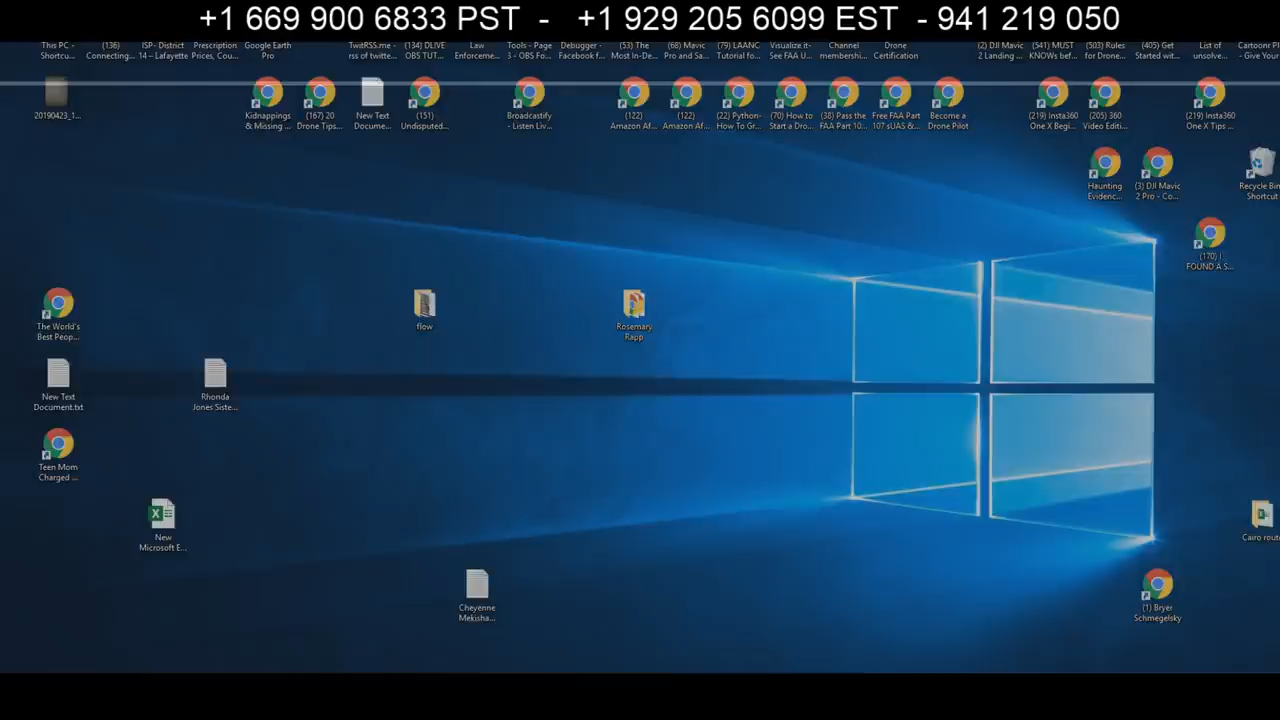 +1 669 900 6833 PST - +1 929 205 6099 EST - 941 219 050
This PC -
Shortcu...
(136)
Connecting...
ISP- District
14 – Lafayette
Prescription
Prices, Cou...
Google Earth
Pro
TwitRSS.me -
rss of twitte...
(134) DLIVE
OBS TUT...
Law
Enforceme...
Tools - Page
3 - OBS Fo...
Debugger -
Facebook f...
(53) The
Most In-De...
(68) Mavic
Pro and Sa...
(70) LAANC
Tutorial fo...
Visualize it-
See FAA U...
Channel
membershi...
Drone
Certification
(2) DJI Mavic
2 Landing ...
(541) MUST
KNOWs bef...
(503) Rules
for Drone...
(405) Get
Started wit...
List of
unsolve...
Cartoon P
- Give Your
20190423_1...
Kidnappings
& Missing ...
(167) 20
Drone Tips...
New Text
Docume...
(151)
Undisputed...
Broadcastify
- Listen Liv...
(122)
Amazon Af...
(122)
Amazon Af...
(22) Python-
How To Gr...
(70) How to
Start a Dro...
(38) Pass the
FAA Part 10...
Free FAA Part
107 sUAS &...
Become a
Drone Pilot
(219) Insta360
One X Begi...
(205) 360
Video Editi...
(219) Insta360
One X Tips ...
Haunting
Evidenc...
(3) DJI Mavic
2 Pro - Co...
Recycle Bin
Shortcut
(170) I
FOUND A S...
The World's
Best Peop...
flow
Rosemary
Rapp
New Text
Document.txt
Rhonda
Jones Siste...
Teen Mom
Charged ...
New
Microsoft E...
Cairo rout
Cheyenne
Mekisha...
(1) Bryer
Schmegelsky